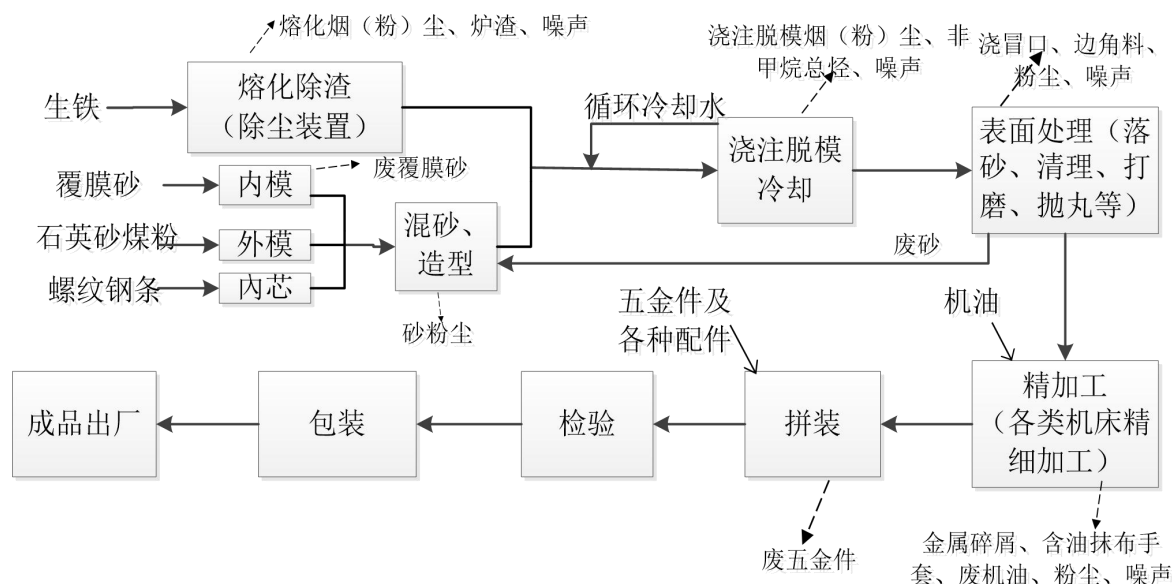 熔化烟（粉）尘、炉渣、噪声
浇注脱模烟（粉）尘、非
甲烷总烃、噪声
浇冒口、边角料、
粉尘、噪声
生铁
熔化除渣
（除尘装置）
循环冷却水
浇注脱模
冷却
表面处理（落
砂、清理、打
磨、抛丸等）
覆膜砂
内模
废覆膜砂
石英砂煤粉
外模
混砂、
造型
废砂
螺纹钢条
内芯
砂粉尘
五金件及
各种配件
机油
成品出厂
包装
检验
拼装
精加工
（各类机床精
细加工）
废五金件
金属碎屑、含油抹布手
套、废机油、粉尘、噪声